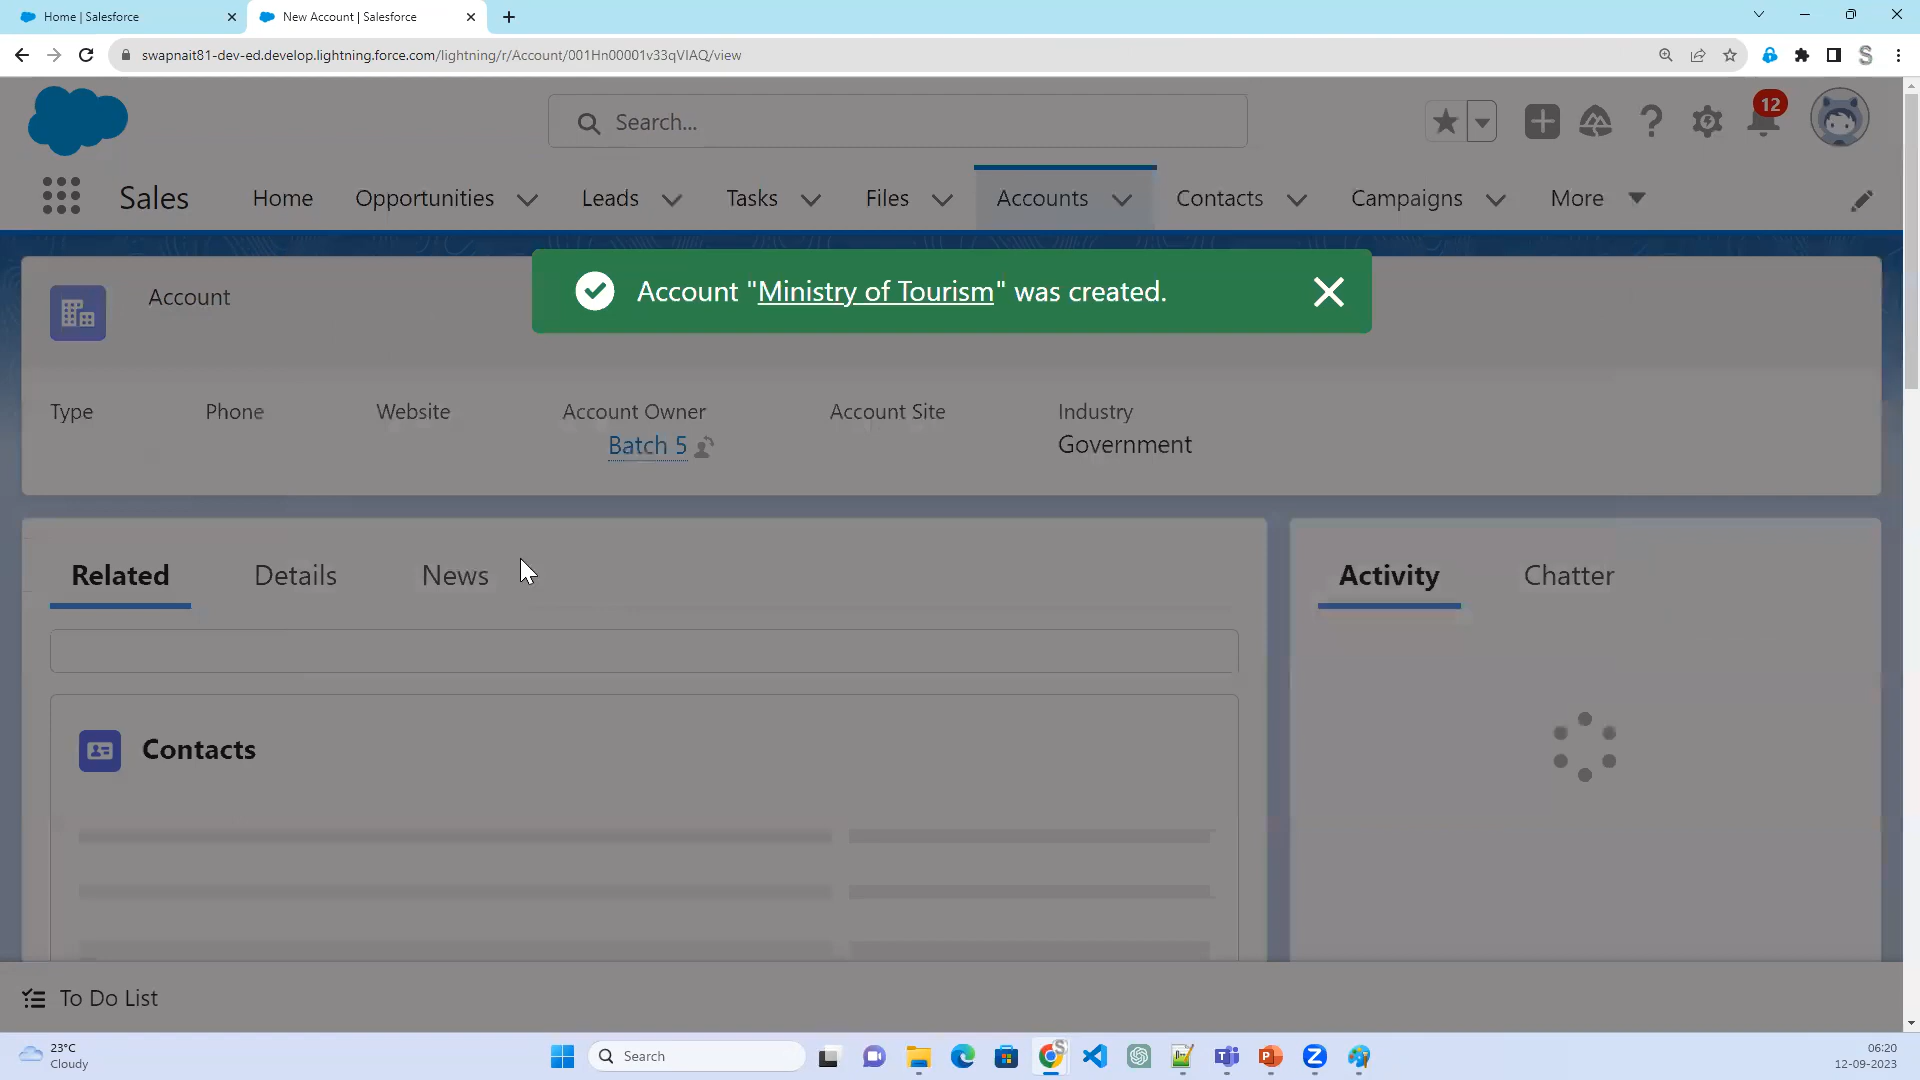 Home | Salesforce
New Account | Salesforce
swapnait81-dev-ed.develop.lightning.force.com/lightning/r/Account/001Hn00001v33qVIAQ/view
Search...
12
Sales
Home
Opportunities
Leads
Tasks
Files
Accounts
Contacts
Campaigns
More
Account "Ministry of Tourism" was created.
Account
Type
Phone
Website
Account Owner
Account Site
Industry
Batch 5
Government
Related
Details
News
Activity
Chatter
Contacts
To Do List
23°C
Cloudy
Search
06:20
12-09-2023